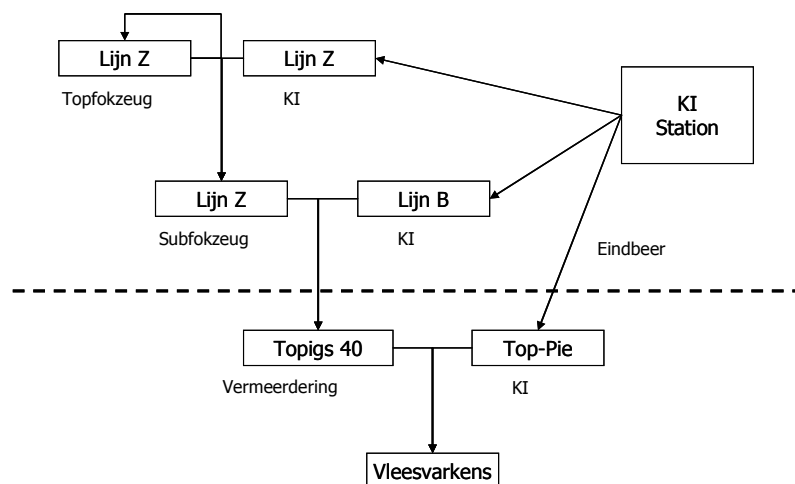 Lijn Z
Lijn Z
Topfokzeug
KI
KI
Station
Lijn Z
Lijn B
Subfokzeug
KI
Eindbeer
Topigs 40
Top-Pie
Vermeerdering
KI
Vleesvarkens